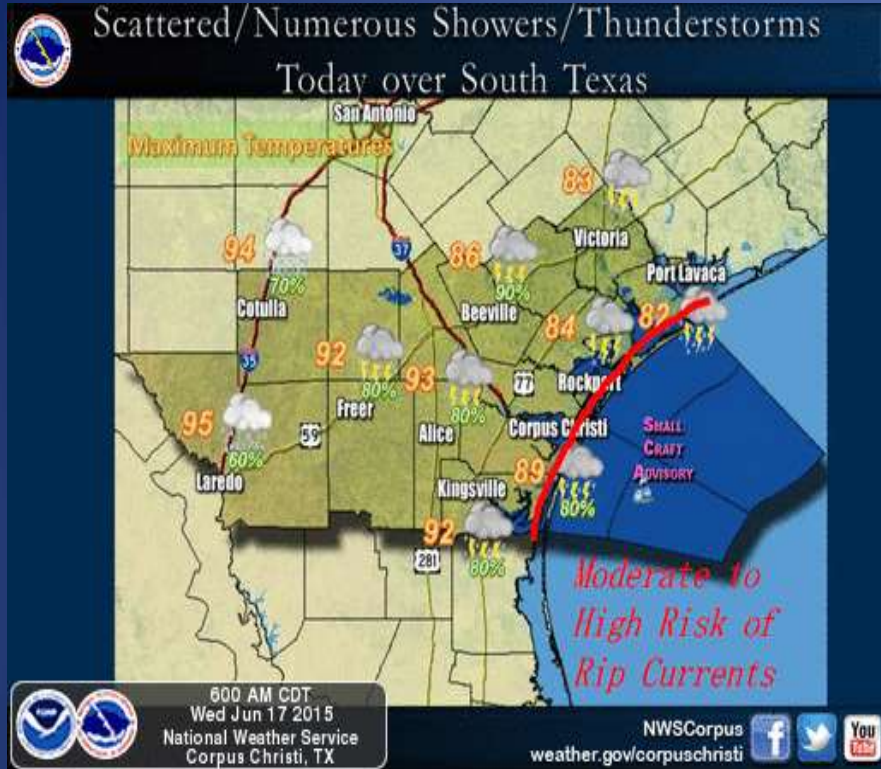 Scattered/Numerous Showers/Thunderstorms
Today over South Texas
San Antonio
Maximum Temperatures
83
94
37
86
Victoria
70%
90%
Port Lavaca
Cotulla
Beeville
84
82
35
92
93
80%
77
Rockport
95
Freer
80%
59
Alice
Corpus Christi
60%
Laredo
Kingsville
89
80%
SMALL
CRAFT
ADVISORY
92
281
80%
Moderate to
High Risk of
Rip Currents
600 AM CDT
Wed Jun 17 2015
National Weather Service
Corpus Christi, TX
NWSCorpus
weather.gov/corpuschristi
f
You
Tube